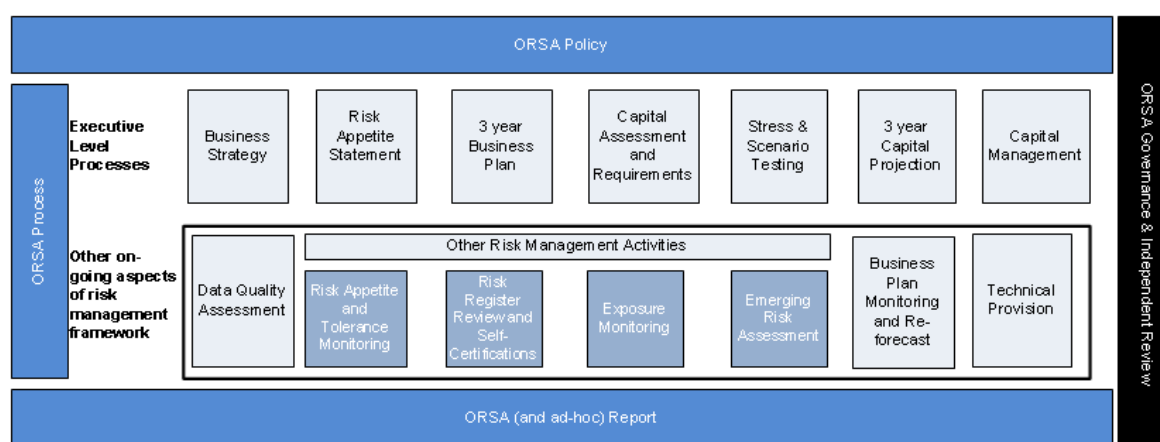 ORSA Policy
ORSA Governance & Independent Review
ORSA Process
Executive
Level
Processes
Business
Strategy
Risk
Appetite
Statement
3 year
Business
Plan
Capital
Assessment
and
Requirements
Stress &
Scenario
Testing
3 year
Capital
Projection
Capital
Management
Other on-
going aspects
of risk
management
framework
Data Quality
Assessment
Other Risk Management Activities
Risk Appetite
and
Tolerance
Monitoring
Risk
Register
Review and
Self-
Certifications
Exposure
Monitoring
Emerging
Risk
Assessment
Business
Plan
Monitoring
and Re-
forecast
Technical
Provision
ORSA (and ad-hoc) Report